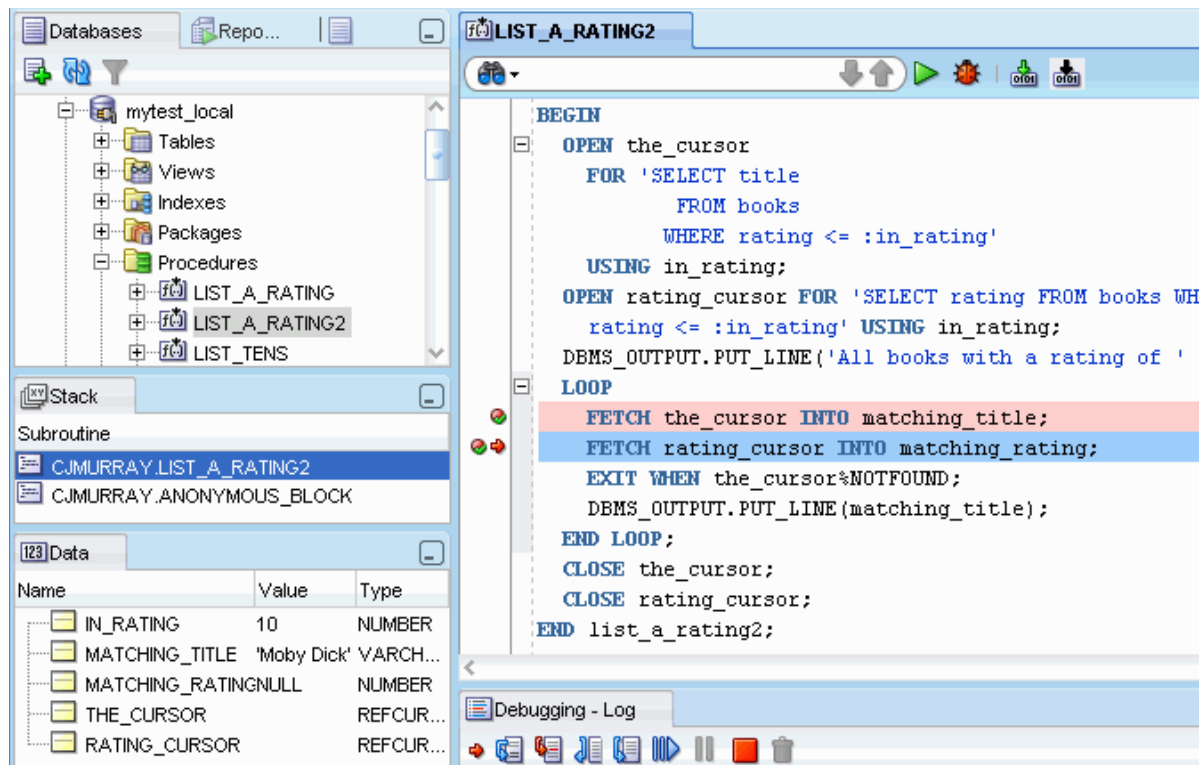 Databases
Repo...
mytest_local
Tables
Views
Indexes
Packages
Procedures
LIST_A_RATING
LIST_A_RATING2
LIST_TENS
Stack
Subroutine
CJMURRAY.LIST_A_RATING2
CJMURRAY.ANONYMOUS_BLOCK
Data
Name Value Type
IN_RATING 10 NUMBER
MATCHING_TITLE 'Moby Dick' VARCH...
MATCHING_RATING NULL NUMBER
THE_CURSOR REFCUR...
RATING_CURSOR REFCUR...
LIST_A_RATING2
BEGIN
OPEN the_cursor
FOR 'SELECT title
FROM books
WHERE rating <= :in_rating'
USING in_rating;
OPEN rating_cursor FOR 'SELECT rating FROM books WH
rating <= :in_rating' USING in_rating;
DBMS_OUTPUT.PUT_LINE('All books with a rating of '
LOOP
FETCH the_cursor INTO matching_title;
FETCH rating_cursor INTO matching_rating;
EXIT WHEN the_cursor%NOTFOUND;
DBMS_OUTPUT.PUT_LINE(matching_title);
END LOOP;
CLOSE the_cursor;
CLOSE rating_cursor;
END list_a_rating2;
Debugging - Log